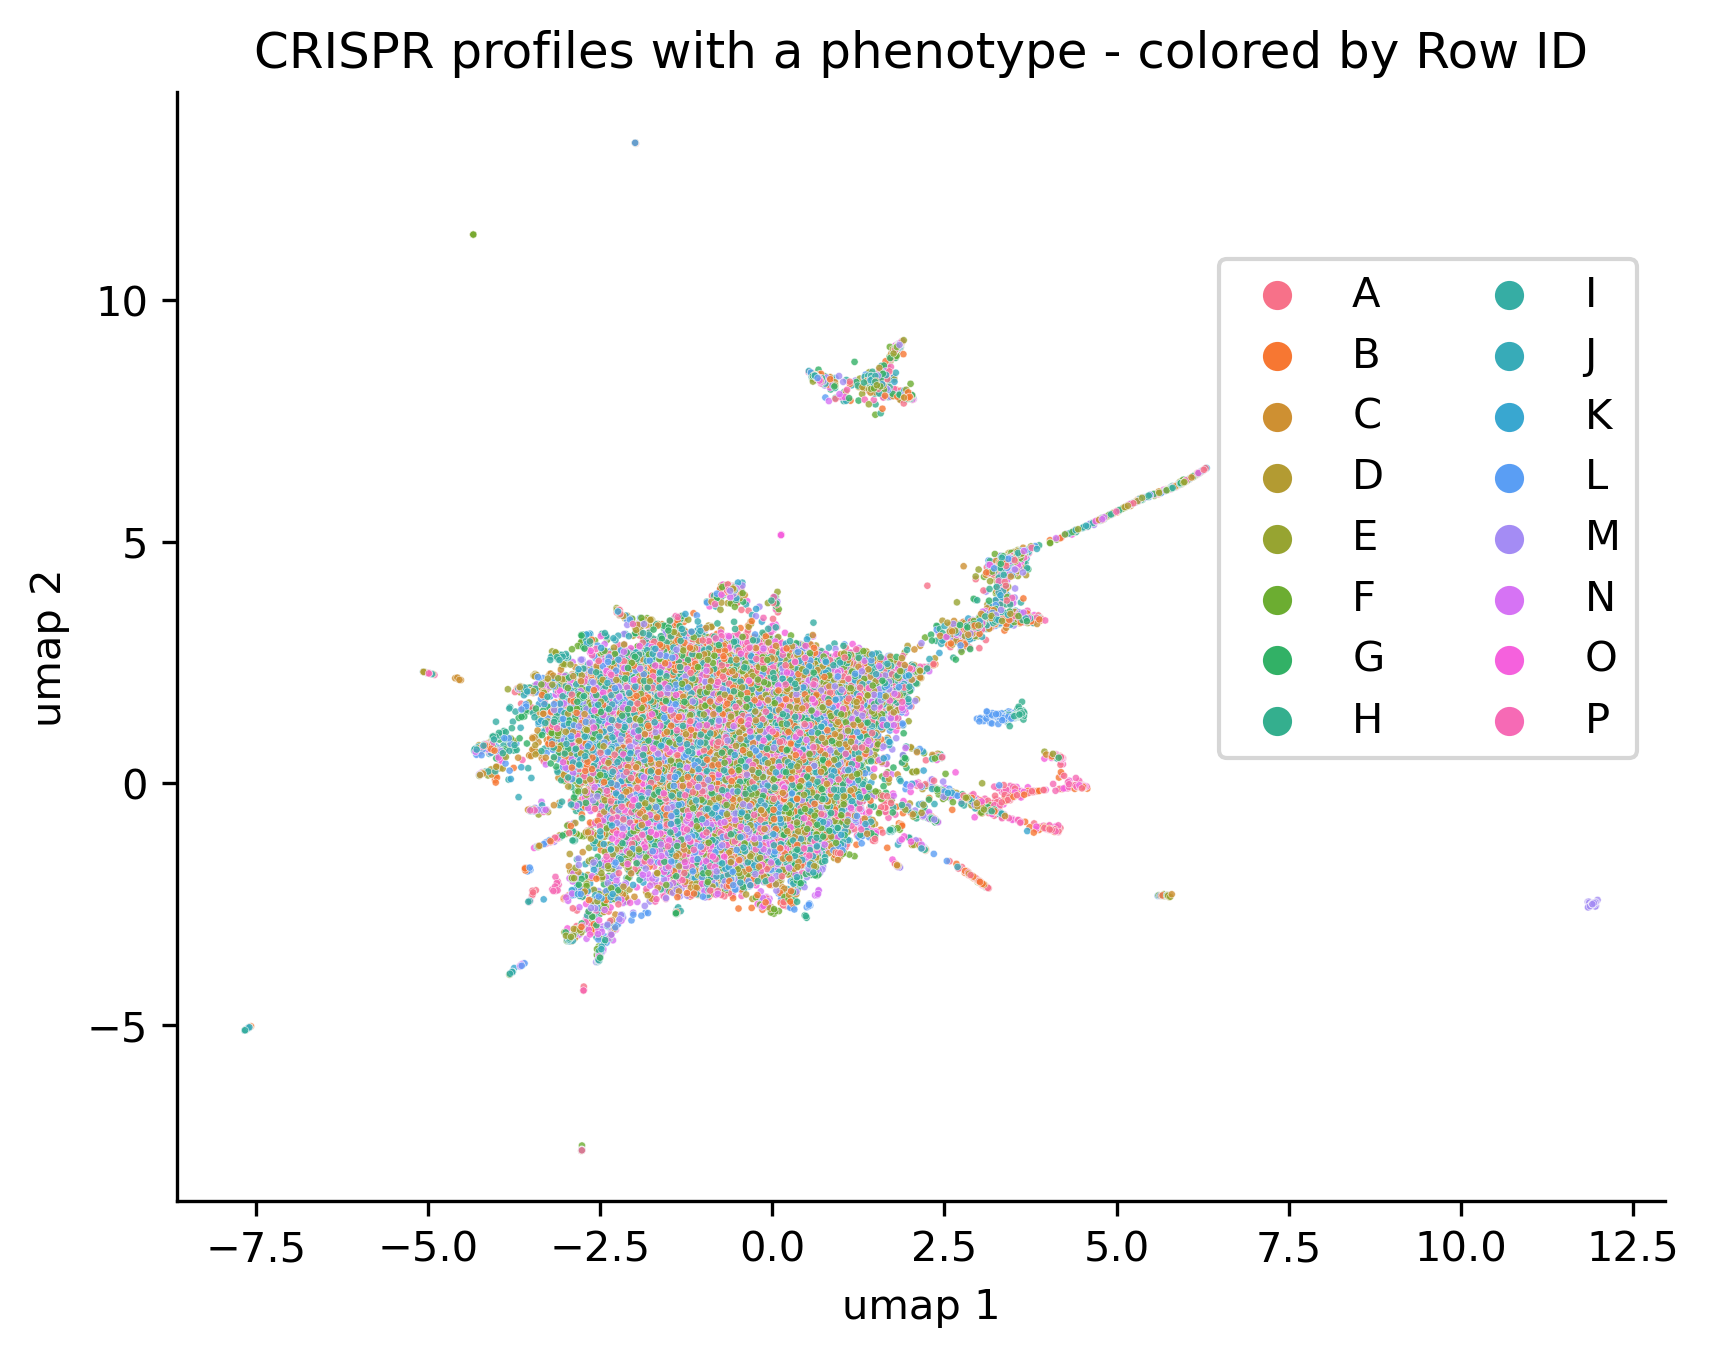 CRISPR profiles with a phenotype - colored by Row ID
umap 2
10
5
0
−5
A
B
C
D
E
F
G
H
I
J
K
L
M
N
O
P
−7.5 −5.0 −2.5 0.0 2.5 5.0 7.5 10.0 12.5
umap 1